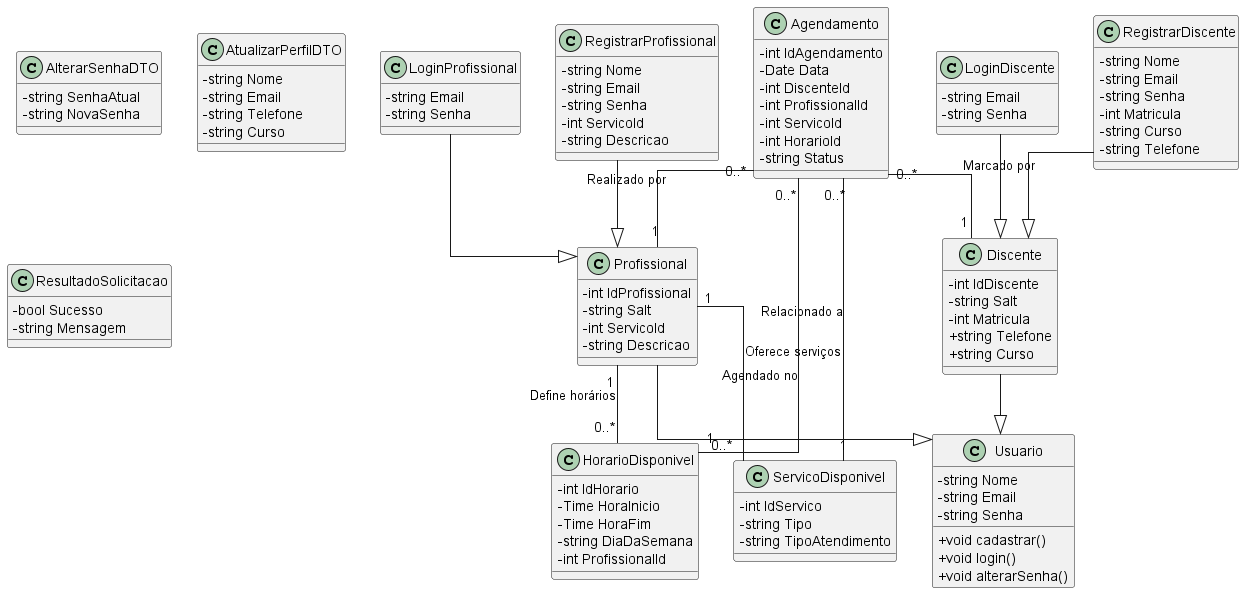 C AlterarSenhaDTO
-string SenhaAtual
-string NovaSenha
C AtualizarPerfilDTO
-string Nome
-string Email
-string Telefone
-string Curso
C LoginProfissional
-string Email
-string Senha
C RegistrarProfissional
-string Nome
-string Email
-string Senha
-int ServicoId
-string Descricao
C Agendamento
-int IdAgendamento
-Date Data
-int DiscenteId
-int ProfissionalId
-int ServicoId
-int HorarioId
-string Status
C LoginDiscente
-string Email
-string Senha
C RegistrarDiscente
-string Nome
-string Email
-string Senha
-int Matricula
-string Curso
-string Telefone
Realizado por
0..*
0..*
0..*
0..*
Marcado por
1
1
C ResultadoSolicitacao
-bool Sucesso
-string Mensagem
C Profissional
-int IdProfissional
-string Salt
-int ServicoId
-string Descricao
C Discente
-int IdDiscente
-string Salt
-int Matricula
+string Telefone
+string Curso
1
Relacionado a
Oferece serviços
Agendado no
1
Define horários
0..*
1
0..*
1
C HorarioDisponivel
-int IdHorario
-Time HoraInicio
-Time HoraFim
-string DiaDaSemana
-int ProfissionalId
C ServicoDisponivel
-int IdServico
-string Tipo
-string TipoAtendimento
C Usuario
-string Nome
-string Email
-string Senha
+void cadastrar()
+void login()
+void alterarSenha()